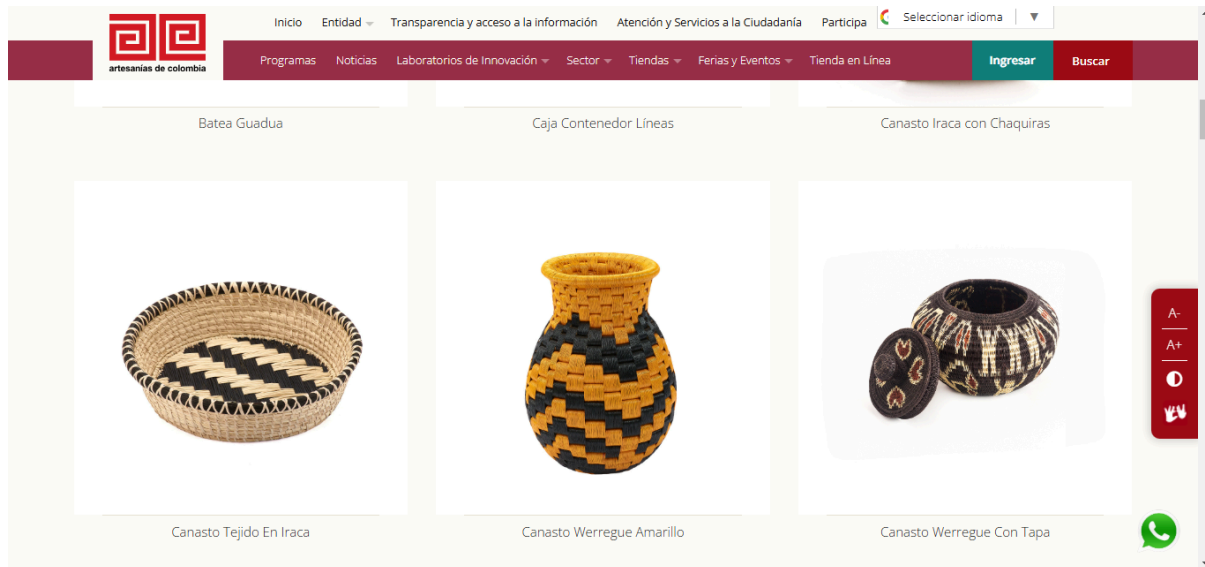 Inicio Entidad Transparencia y acceso a la información Atención y Servicios a la Ciudadanía Participa Seleccionar idioma ▼
artesanías de colombia
Programas Noticias Laboratorios de Innovación Sector Tiendas Ferias y Eventos Tienda en Línea Ingresar Buscar
Batea Guadua Caja Contenedor Líneas Canasto Iraca con Chaquiras
A-
A+
Canasto Tejido En Iraca Canasto Werregue Amarillo Canasto Werregue Con Tapa